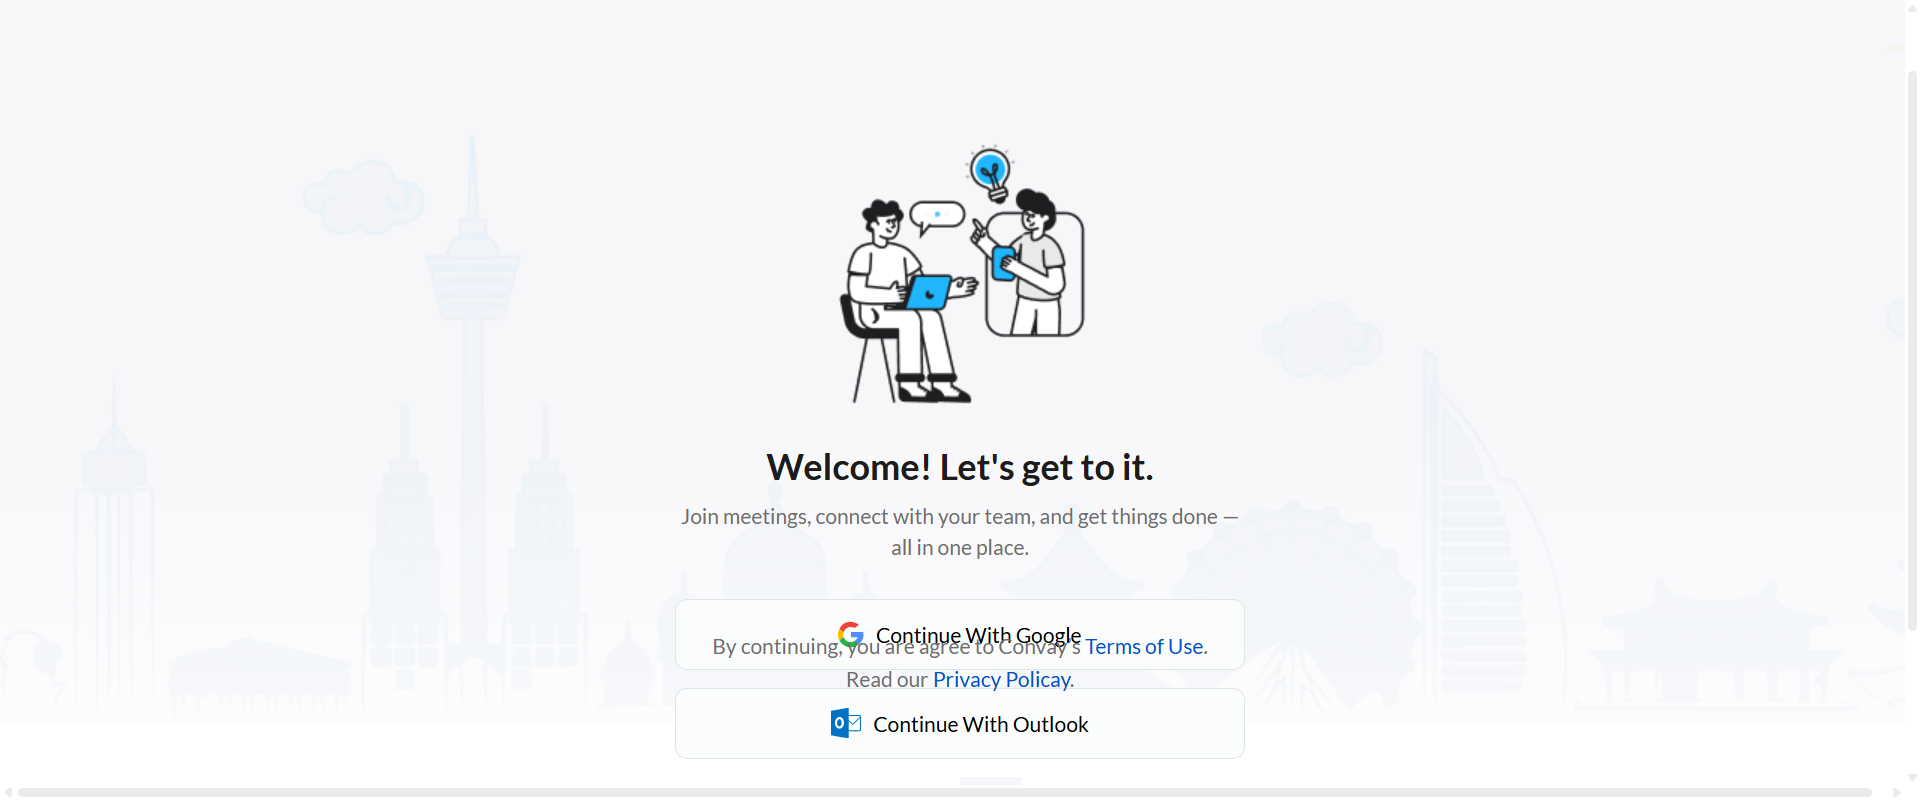 Welcome! Let's get to it.
Join meetings, connect with your team, and get things done —
all in one place.
Continue With Google
By continuing, you are agree to Convay's Terms of Use.
Read our Privacy Policay.
Continue With Outlook